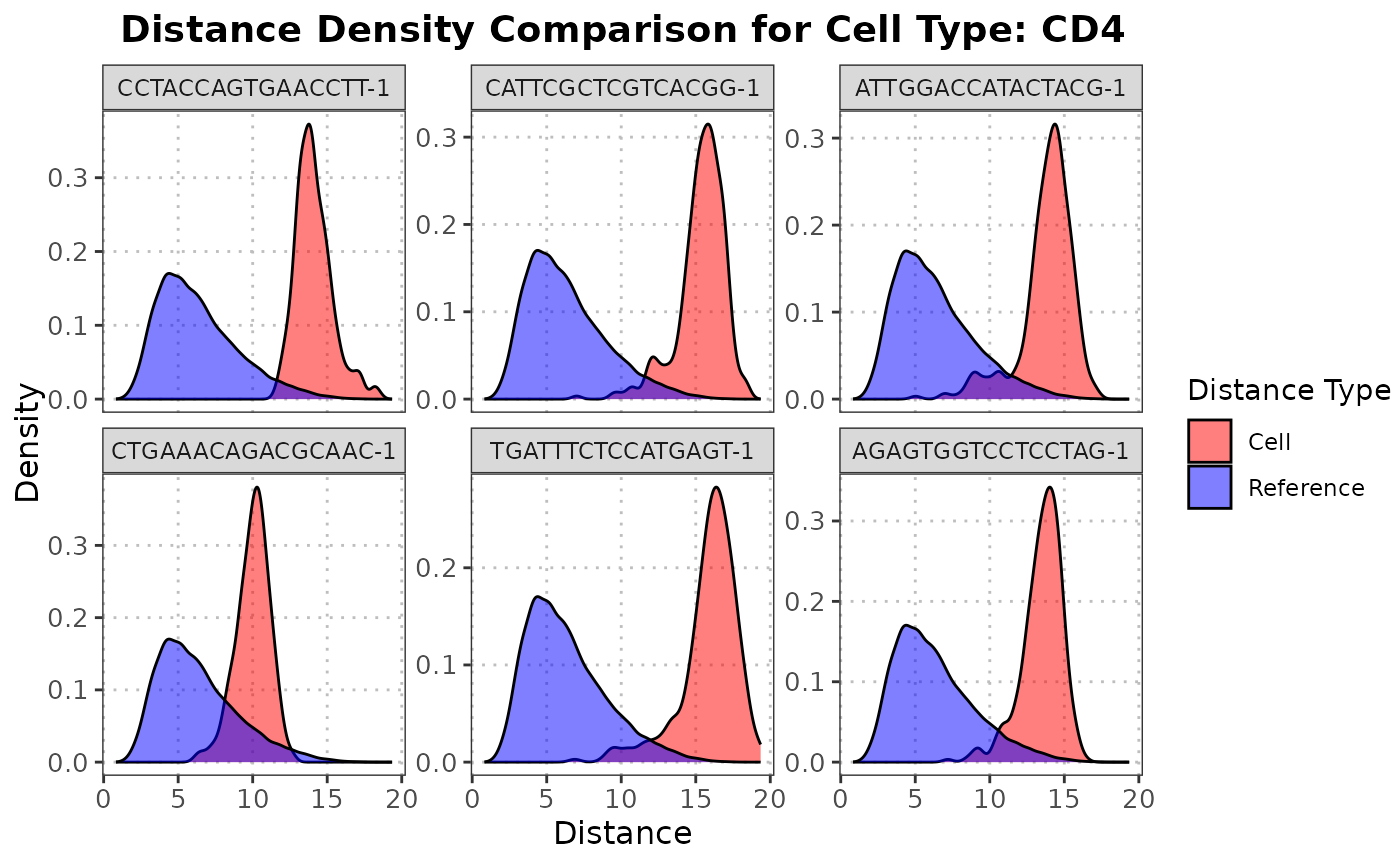 Distance Density Comparison for Cell Type: CD4
CCTACCAGTGAACCTT-1 CATTCGCTCGTCACGG-1 ATTGGACCATACTACG-1
0.3 0.3 0.3
0.2 0.2 0.2
0.1 0.1 0.1
0.0 0.0 0.0
Density
CTGAAACAGACGCAAC-1 TGATTTCTCCATGAGT-1 AGAGTGGTCCTCCTAG-1
0.3 0.3
0.2 0.2 0.2
0.1 0.1 0.1
0.0 0.0 0.0
0 5 10 15 20 0 5 10 15 20 0 5 10 15 20
Distance
Distance Type
Cell
Reference